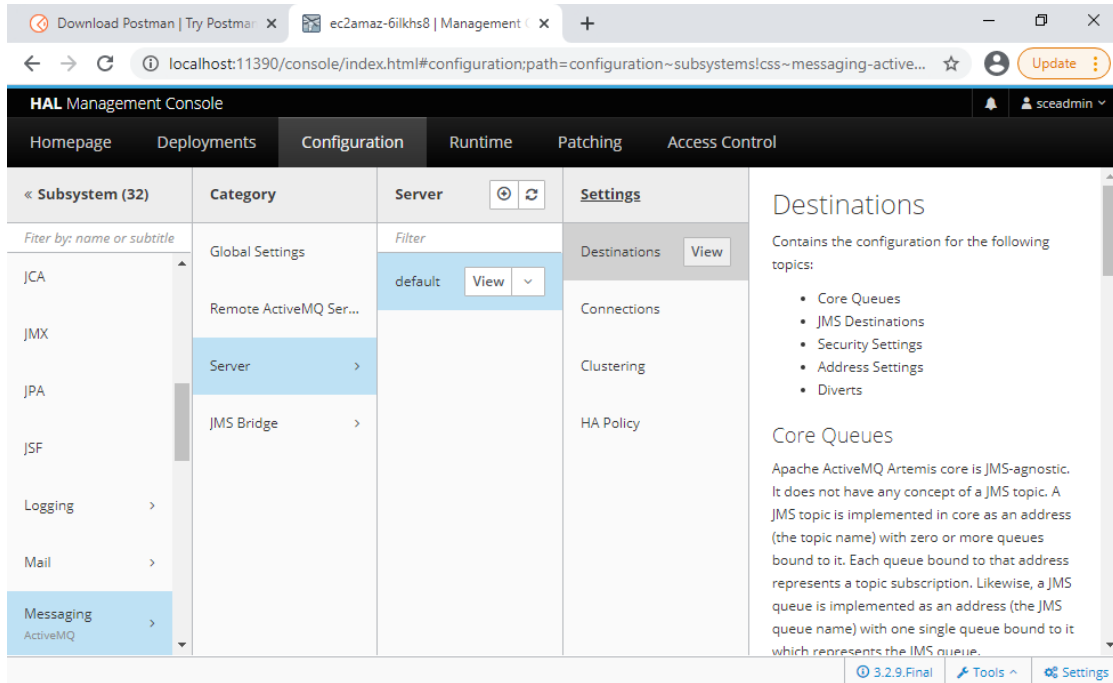 Download Postman | Try Postman
ec2amaz-6ilkhs8 | Management C
localhost:11390/console/index.html#configuration;path=configuration~subsystems!css~messaging-active...
Update
HAL Management Console
sceadmin
Homepage
Deployments
Configuration
Runtime
Patching
Access Control
« Subsystem (32)
Fiter by: name or subtitle
JCA
JMX
JPA
JSF
Logging
Mail
Messaging
ActiveMQ
Category
Global Settings
Remote ActiveMQ Ser...
Server
JMS Bridge
Server
Filter
default
View
Settings
Destinations
View
Connections
Clustering
HA Policy
Destinations
Contains the configuration for the following
topics:
• Core Queues
• JMS Destinations
• Security Settings
• Address Settings
• Diverts
Core Queues
Apache ActiveMQ Artemis core is JMS-agnostic.
It does not have any concept of a JMS topic. A
JMS topic is implemented in core as an address
(the topic name) with zero or more queues
bound to it. Each queue bound to that address
represents a topic subscription. Likewise, a JMS
queue is implemented as an address (the JMS
queue name) with one single queue bound to it
which represents the JMS queue.
3.2.9.Final
Tools
Settings